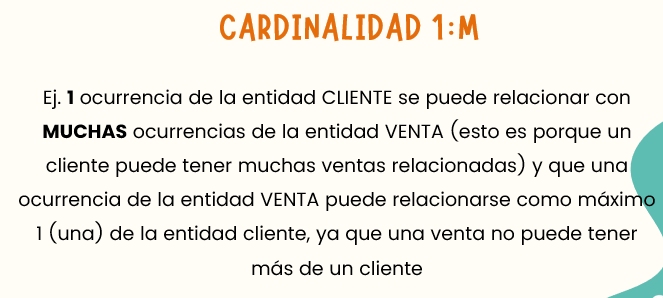 CARDINALIDAD 1:M
Ej. 1 ocurrencia de la entidad CLIENTE se puede relacionar con
MUCHAS ocurrencias de la entidad VENTA (esto es porque un
cliente puede tener muchas ventas relacionadas) y que una
ocurrencia de la entidad VENTA puede relacionarse como máximo
1 (una) de la entidad cliente, ya que una venta no puede tener
más de un cliente